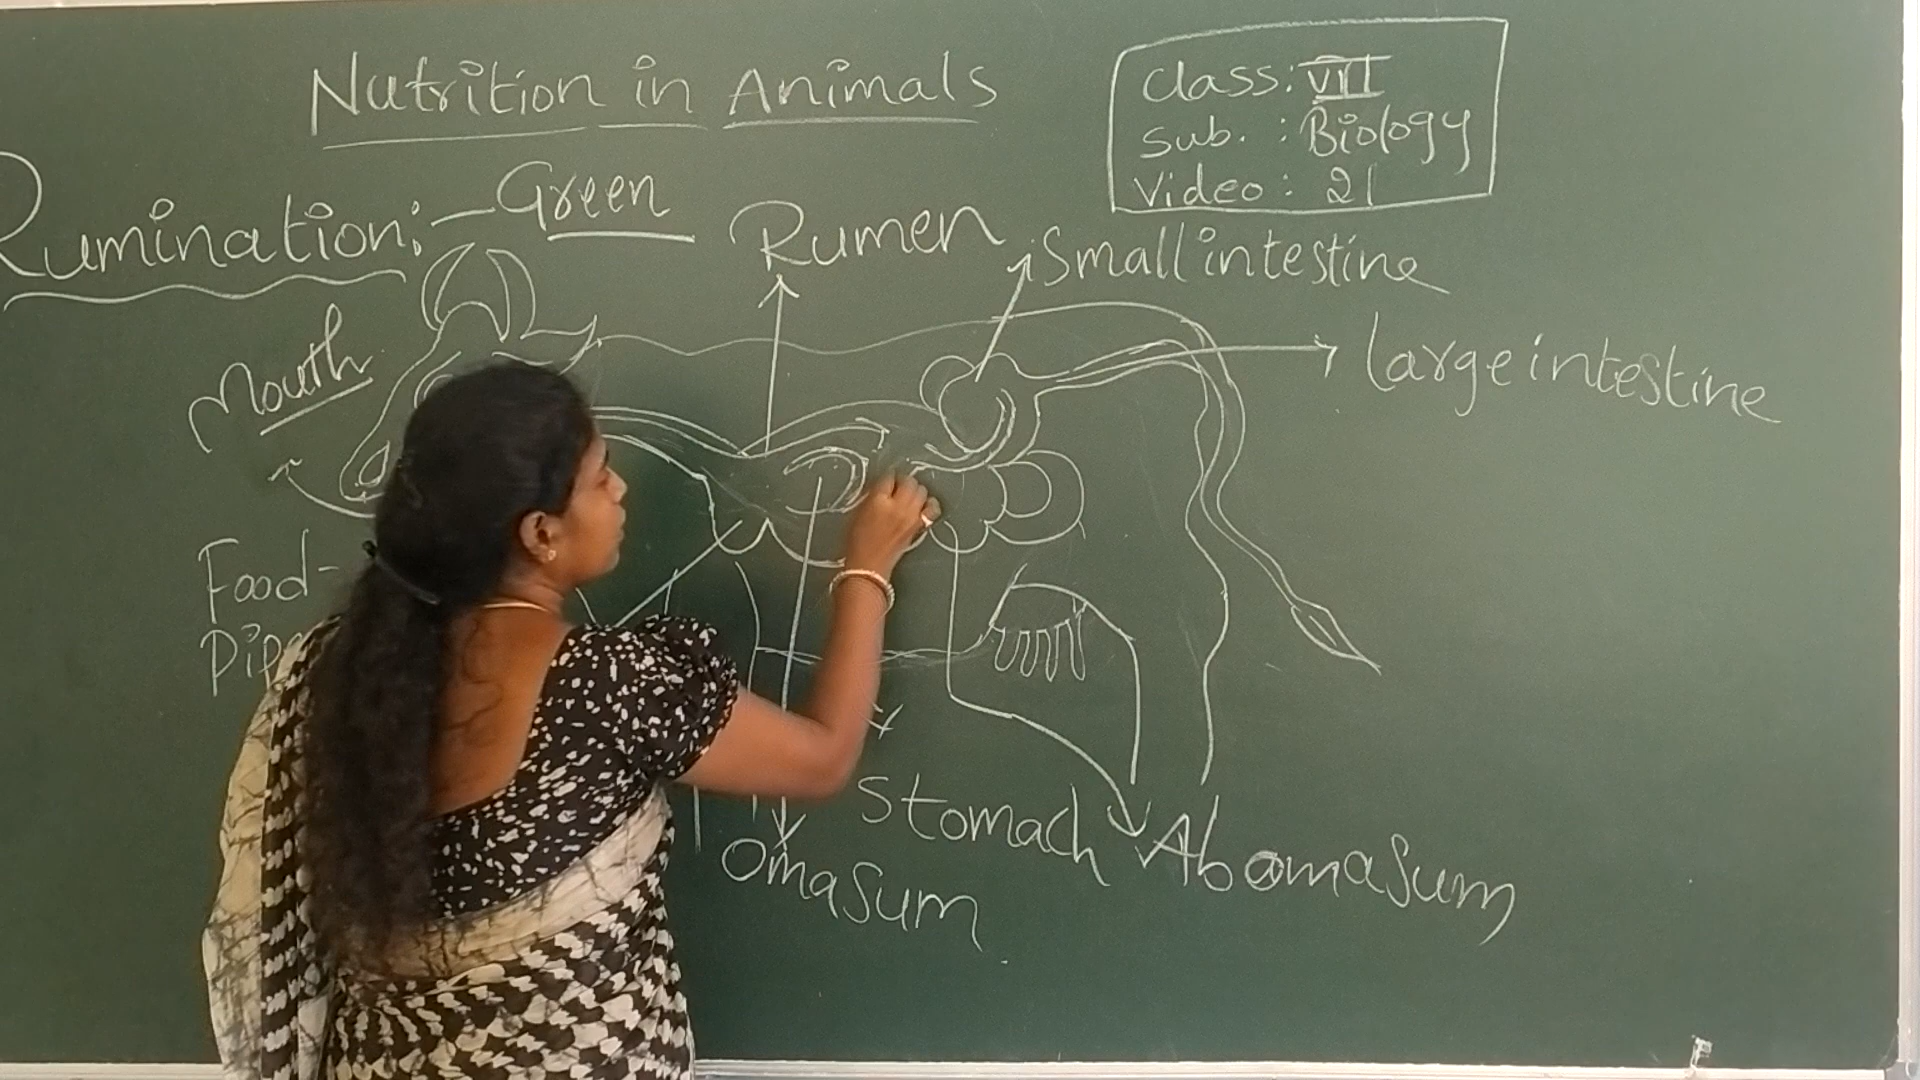 Nutrition in Animals
Class: VII
Sub. : Biology
Video : 21
Rumination:- Green
Rumen
Small intestine
Mouth
large intestine
Food-
Pipe
Stomach
Abomasum
Omasum